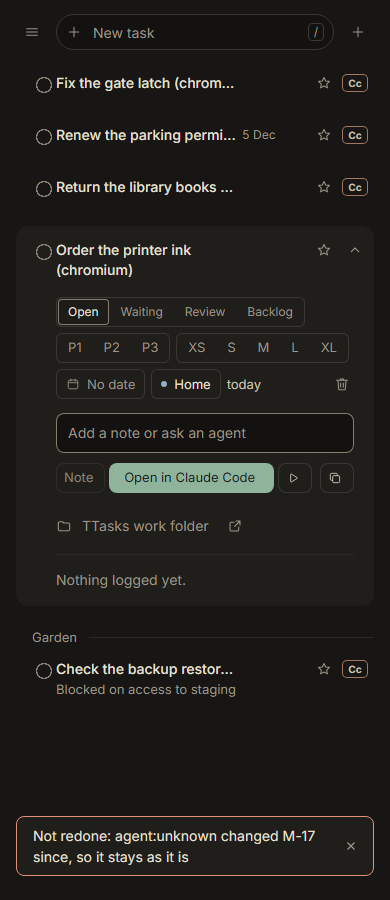 New task /
Fix the gate latch (chrom... Cc
Renew the parking permi... 5 Dec Cc
Return the library books ... Cc
Order the printer ink
(chromium)
Open Waiting Review Backlog
P1 P2 P3 XS S M L XL
No date Home today
Add a note or ask an agent
Note Open in Claude Code
TTasks work folder
Nothing logged yet.
Garden
Check the backup restor... Cc
Blocked on access to staging
Not redone: agent:unknown changed M-17
since, so it stays as it is